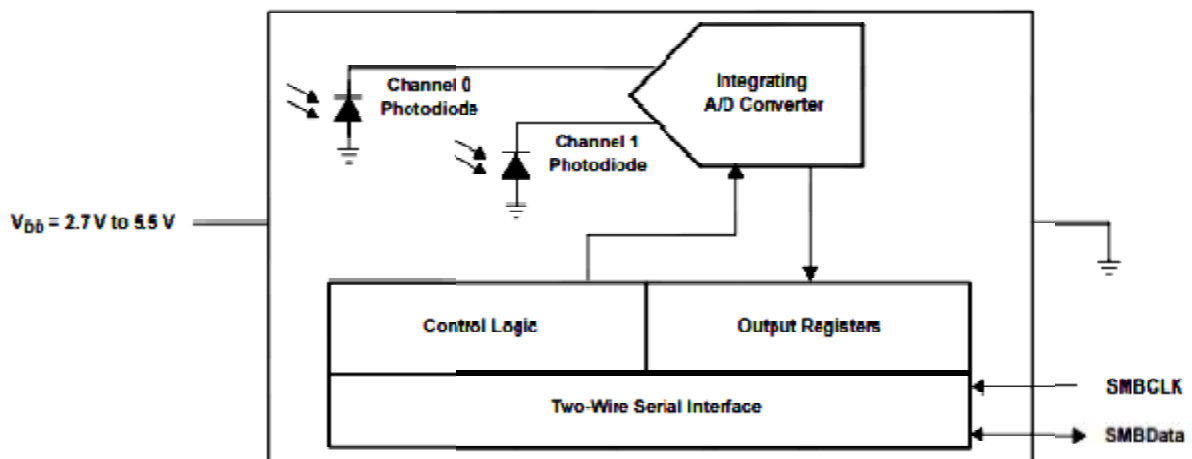 Channel 0
Photodiode
Integrating
A/D Converter
Channel 1
Photodiode
VDD = 2.7 V to 5.5 V
Control Logic
Output Registers
Two-Wire Serial Interface
SMBCLK
SMBData